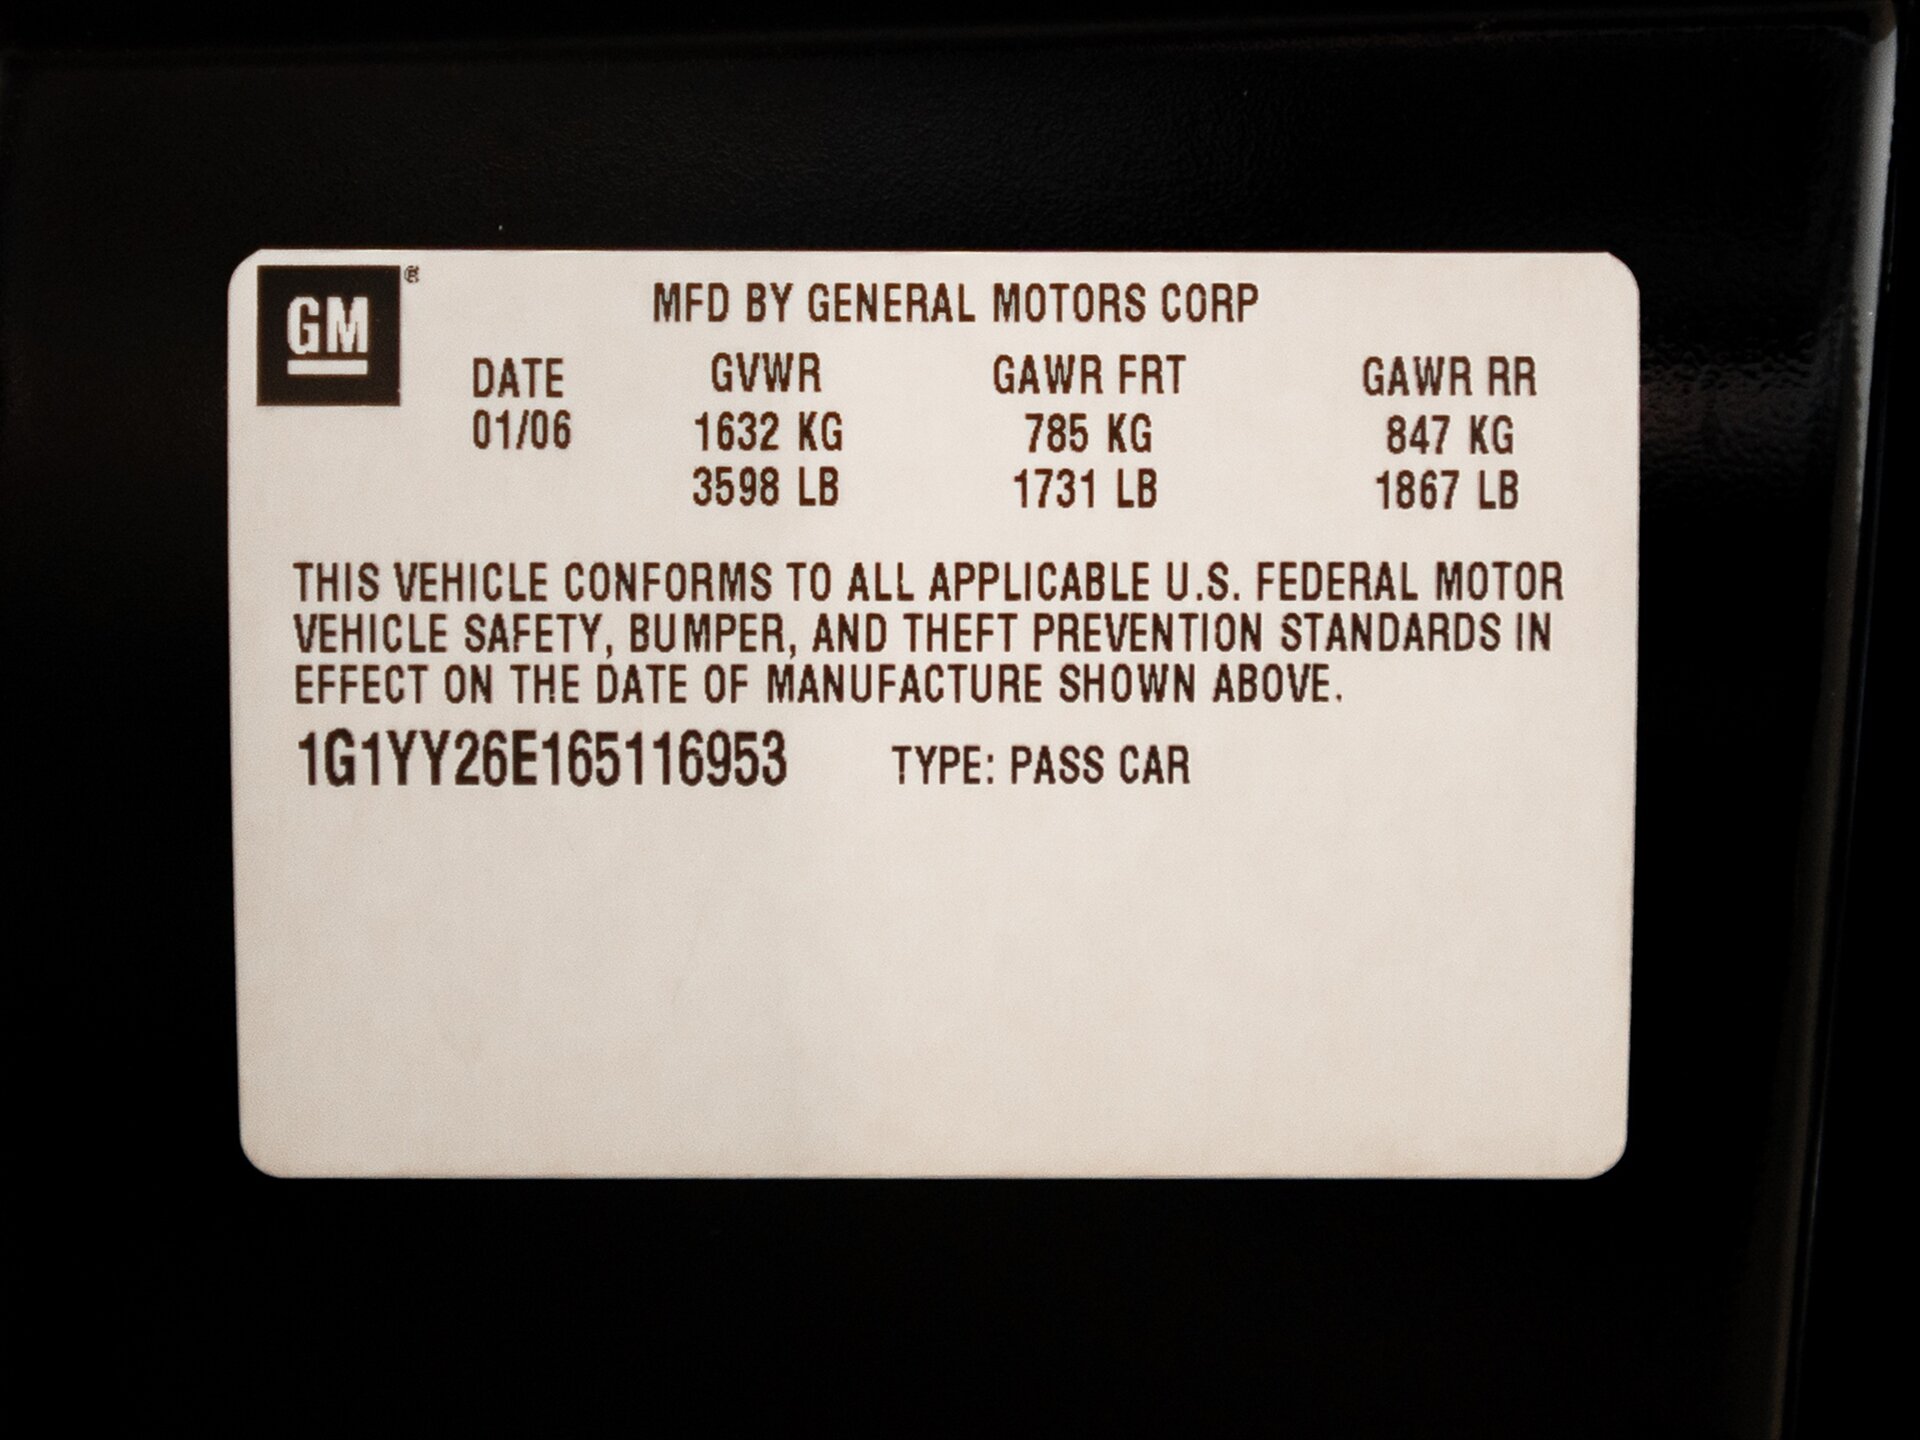 GM®
MFD BY GENERAL MOTORS CORP
DATE GVWR GAWR FRT GAWR RR
01/06 1632 KG 785 KG 847 KG
3598 LB 1731 LB 1867 LB
THIS VEHICLE CONFORMS TO ALL APPLICABLE U.S. FEDERAL MOTOR
VEHICLE SAFETY, BUMPER, AND THEFT PREVENTION STANDARDS IN
EFFECT ON THE DATE OF MANUFACTURE SHOWN ABOVE.
1G1YY26E165116953 TYPE: PASS CAR